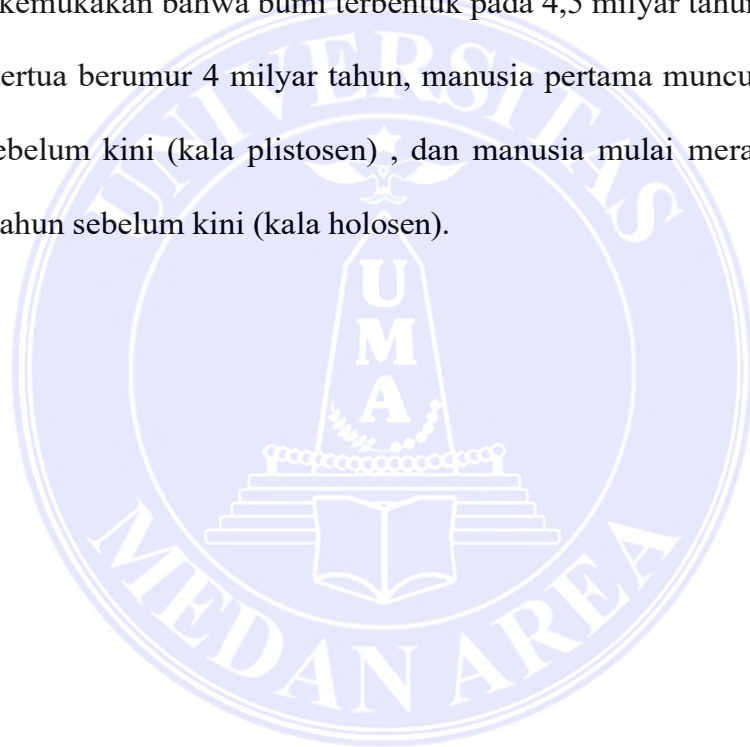 kemukakan bahwa bumi terbentuk pada 4,5 milyar tahun
ertua berumur 4 milyar tahun, manusia pertama muncu
ebelum kini (kala plistosen) , dan manusia mulai mera
ahun sebelum kini (kala holosen).
UNIVERSITAS
UMA
MEDAN AREA